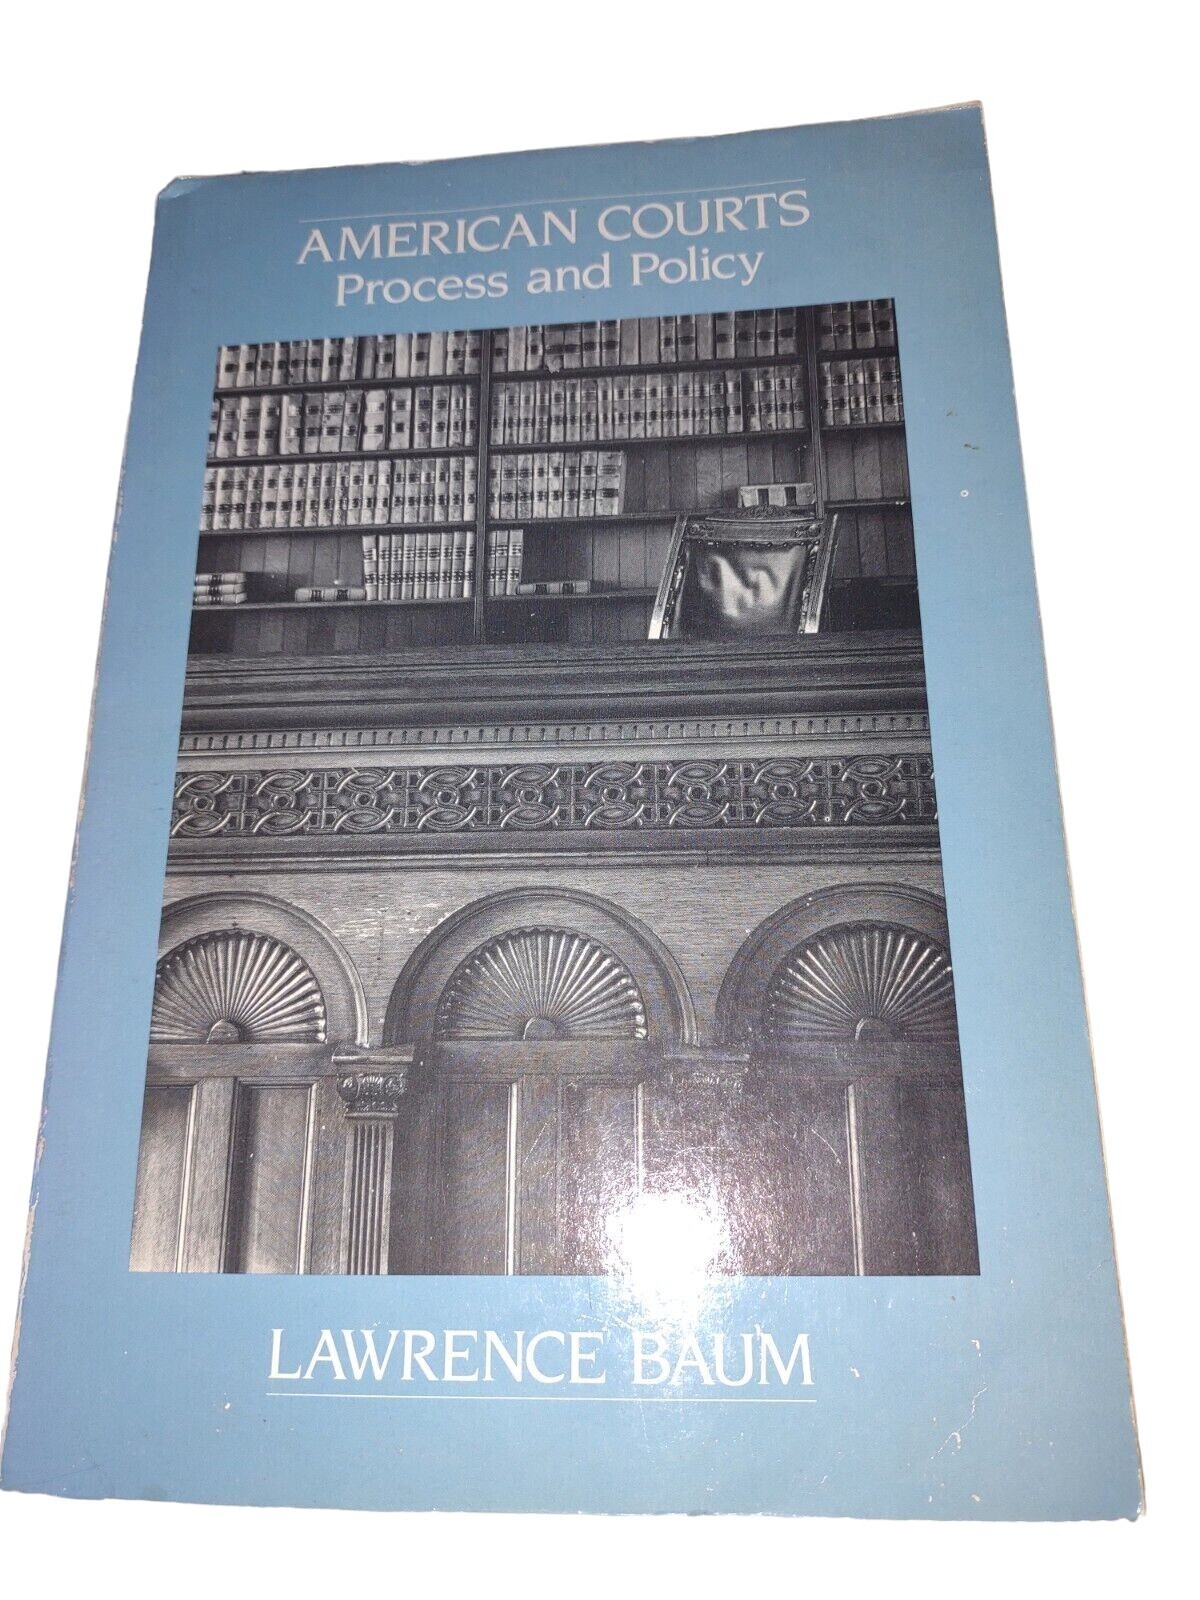 AMERICAN COURTS
Process and Policy
LAWRENCE BAUM